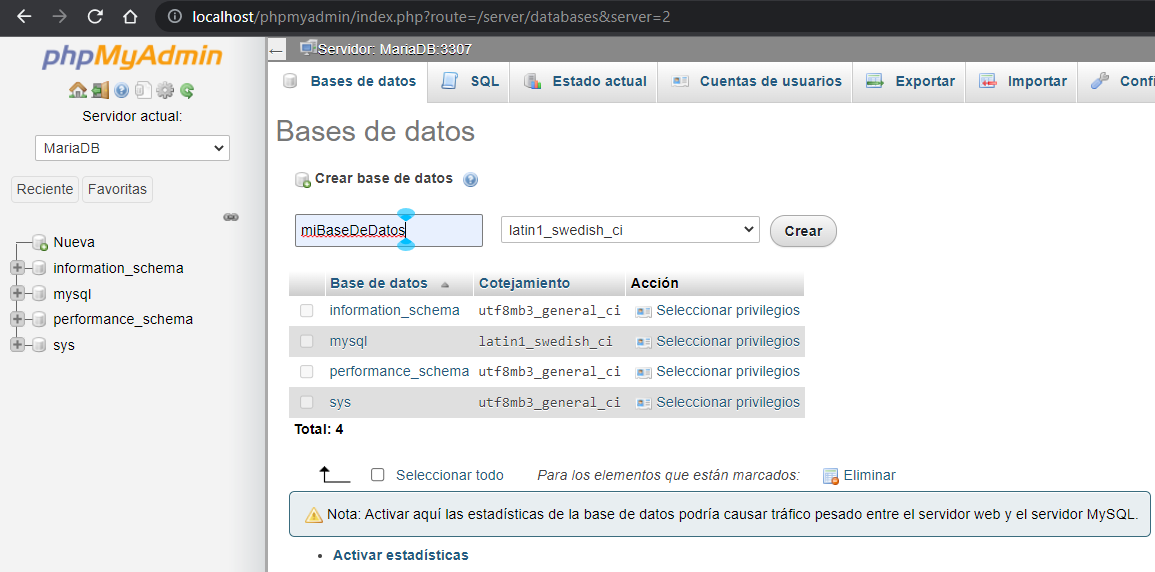 localhost/phpmyadmin/index.php?route=/server/databases&server=2
phpMyAdmin
Servidor actual:
MariaDB
Reciente Favoritas
Nueva
information_schema
mysql
performance_schema
sys
Servidor: MariaDB:3307
Bases de datos SQL Estado actual Cuentas de usuarios Exportar Importar Confi
Bases de datos
Crear base de datos
miBaseDeDatos latin1_swedish_ci Crear
Base de datos Cotejamiento Acción
information_schema utf8mb3_general_ci Seleccionar privilegios
mysql latin1_swedish_ci Seleccionar privilegios
performance_schema utf8mb3_general_ci Seleccionar privilegios
sys utf8mb3_general_ci Seleccionar privilegios
Total: 4
Seleccionar todo Para los elementos que están marcados: Eliminar
Nota: Activar aquí las estadísticas de la base de datos podría causar tráfico pesado entre el servidor web y el servidor MySQL.
• Activar estadísticas